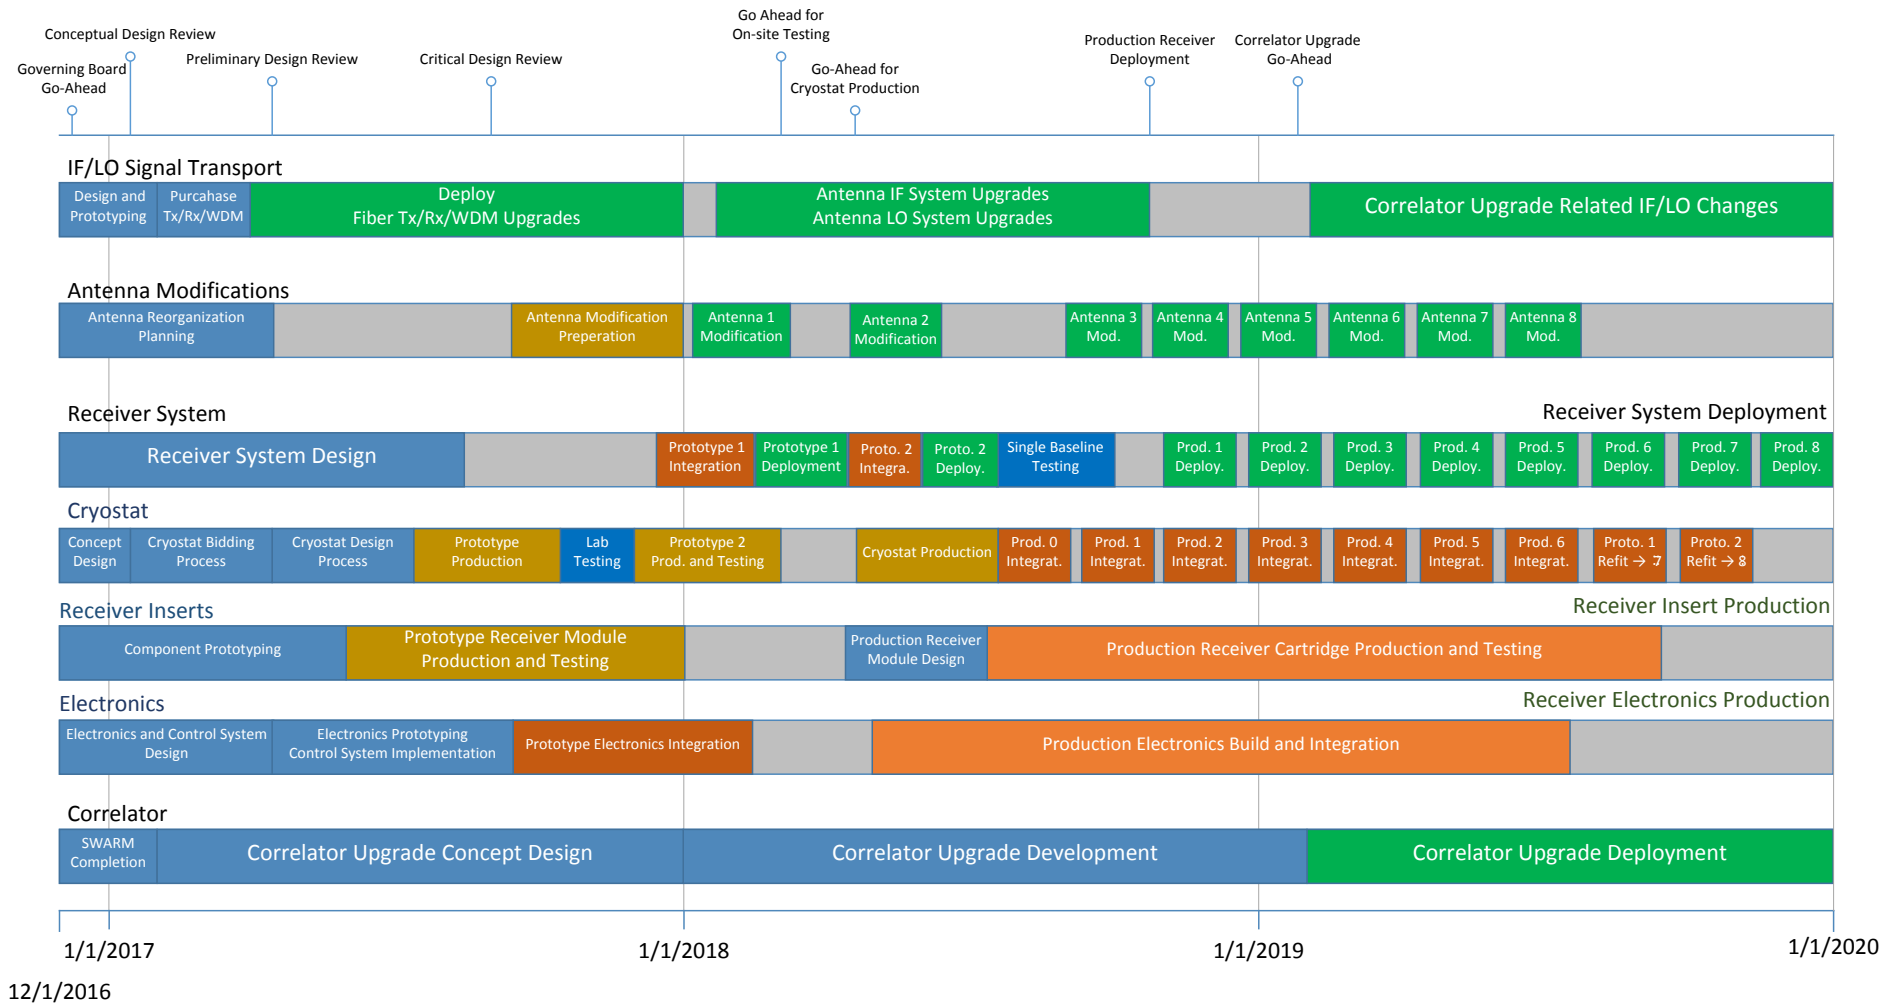 Go Ahead for
On-site Testing
Conceptual Design Review
Production Receiver
Deployment
Correlator Upgrade
Go-Ahead
Governing Board
Go-Ahead
Preliminary Design Review
Critical Design Review
Go-Ahead for
Cryostat Production
IF/LO Signal Transport
Design and
Prototyping
Purcahase
Tx/Rx/WDM
Deploy
Fiber Tx/Rx/WDM Upgrades
Antenna IF System Upgrades
Antenna LO System Upgrades
Correlator Upgrade Related IF/LO Changes
Antenna Modifications
Antenna Reorganization
Planning
Antenna Modification
Preperation
Antenna 1
Modification
Antenna 2
Modification
Antenna 3
Mod.
Antenna 4
Mod.
Antenna 5
Mod.
Antenna 6
Mod.
Antenna 7
Mod.
Antenna 8
Mod.
Receiver System
Receiver System Deployment
Receiver System Design
Prototype 1
Integration
Prototype 1
Deployment
Proto. 2
Integra.
Proto. 2
Deploy.
Single Baseline
Testing
Prod. 1
Deploy.
Prod. 2
Deploy.
Prod. 3
Deploy.
Prod. 4
Deploy.
Prod. 5
Deploy.
Prod. 6
Deploy.
Prod. 7
Deploy.
Prod. 8
Deploy.
Cryostat
Concept
Design
Cryostat Bidding
Process
Cryostat Design
Process
Prototype
Production
Lab
Testing
Prototype 2
Prod. and Testing
Cryostat Production
Prod. 0
Integrat.
Prod. 1
Integrat.
Prod. 2
Integrat.
Prod. 3
Integrat.
Prod. 4
Integrat.
Prod. 5
Integrat.
Prod. 6
Integrat.
Proto. 1
Refit → 7
Proto. 2
Refit → 8
Receiver Inserts
Receiver Insert Production
Component Prototyping
Prototype Receiver Module
Production and Testing
Production Receiver
Module Design
Production Receiver Cartridge Production and Testing
Electronics
Receiver Electronics Production
Electronics and Control System
Design
Electronics Prototyping
Control System Implementation
Prototype Electronics Integration
Production Electronics Build and Integration
Correlator
SWARM
Completion
Correlator Upgrade Concept Design
Correlator Upgrade Development
Correlator Upgrade Deployment
1/1/2017
1/1/2018
1/1/2019
1/1/2020
12/1/2016